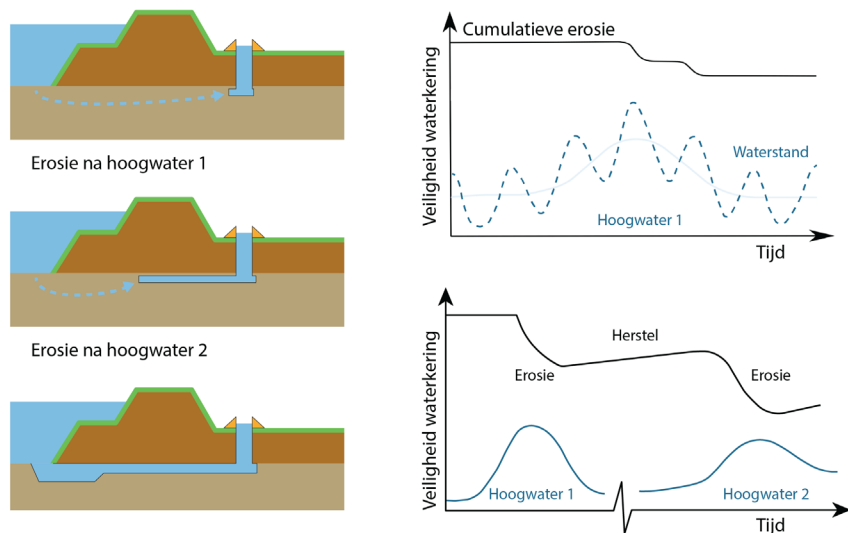 Erosie na hoogwater 1
Erosie na hoogwater 2
Cumulatieve erosie
Veiligheid waterkering
Waterstand
Hoogwater 1
Tijd
Veiligheid waterkering
Herstel
Erosie
Erosie
Hoogwater 1
Hoogwater 2
Tijd